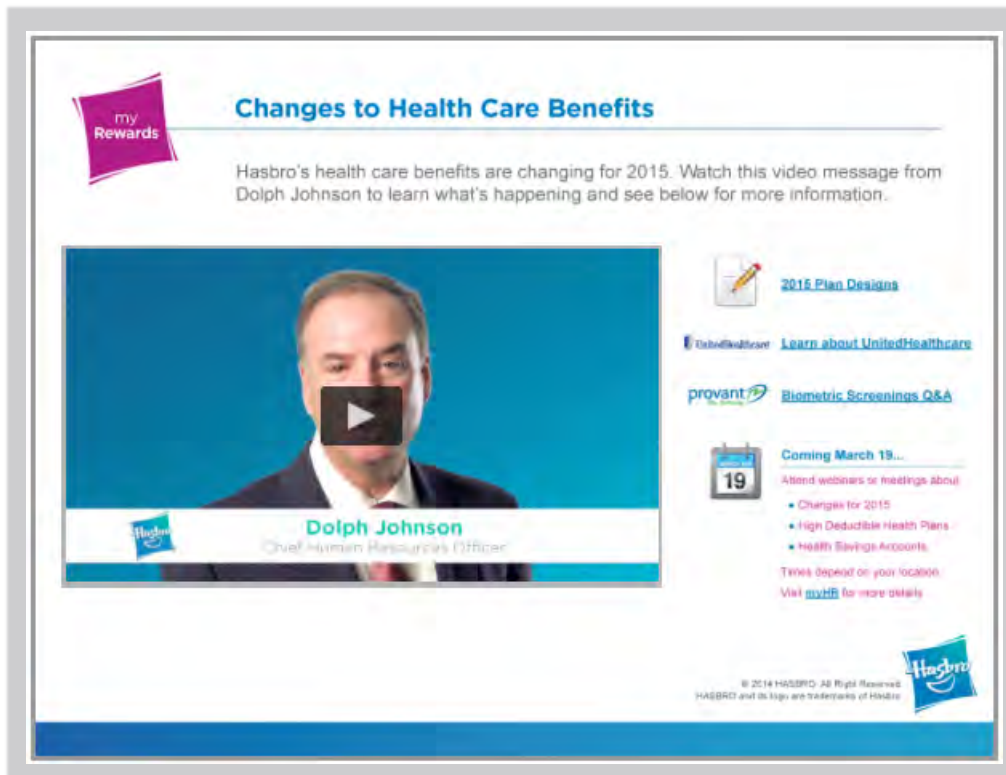 my
Rewards
Changes to Health Care Benefits
Hasbro's health care benefits are changing for 2015. Watch this video message from
Dolph Johnson to learn what's happening and see below for more information.
2015 Plan Designs
UnitedHealthcare
Learn about UnitedHealthcare
provant
Biometric Screenings Q&A
19
Coming March 19...
Attend webinars or meetings about
• Changes for 2015
• High Deductible Health Plans
• Health Savings Accounts
Times depend on your location.
Visit myHR for more details
Hasbro
Dolph Johnson
Chief Human Resources Officer
Hasbro
© 2014 HASBRO. All Right Reserved.
HASBRO and its logo are trademarks of Hasbro